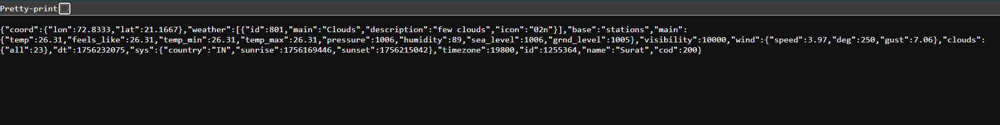 Pretty-print
{"coord":{"lon":72.8333,"lat":21.1667},"weather":[{"id":801,"main":"Clouds","description":"few clouds","icon":"02n"}],"base":"stations","main":
{"temp":26.31,"feels_like":26.31,"temp_min":26.31,"temp_max":26.31,"pressure":1006,"humidity":89,"sea_level":1006,"grnd_level":1005},"visibility":10000,"wind":{"speed":3.97,"deg":250,"gust":7.06},"clouds":
{"all":23},"dt":1756232075,"sys":{"country":"IN","sunrise":1756169446,"sunset":1756215042},"timezone":19800,"id":1255364,"name":"Surat","cod":200}